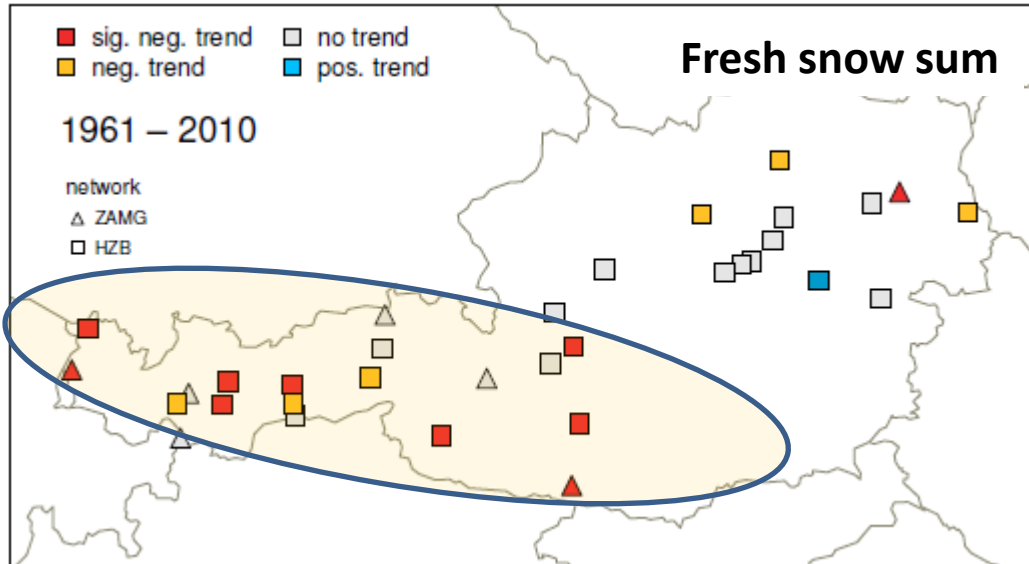 Fresh snow sum
sig. neg. trend
no trend
neg. trend
pos. trend
1961 – 2010
network
ZAMG
HZB